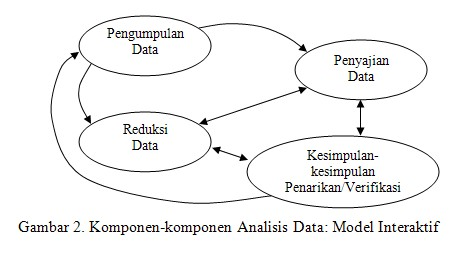 Pengumpulan
Data
Penyajian
Data
Reduksi
Data
Kesimpulan-
kesimpulan
Penarikan/Verifikasi
Gambar 2. Komponen-komponen Analisis Data: Model Interaktif